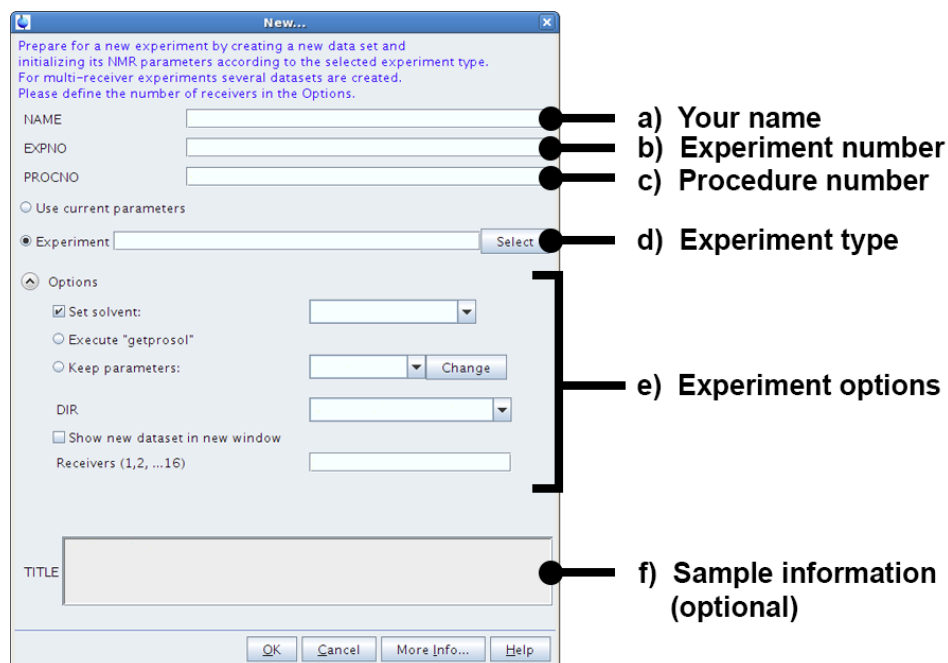 New...
Prepare for a new experiment by creating a new data set and
initializing its NMR parameters according to the selected experiment type.
For multi-receiver experiments several datasets are created.
Please define the number of receivers in the Options.
NAME
a) Your name
EXPNO
b) Experiment number
PROCNO
c) Procedure number
Use current parameters
Experiment
Select
d) Experiment type
Options
Set solvent:
Execute "getprosol"
Keep parameters:
Change
e) Experiment options
DIR
Show new dataset in new window
Receivers (1,2, ...16)
TITLE
f) Sample information
(optional)
OK
Cancel
More Info...
Help